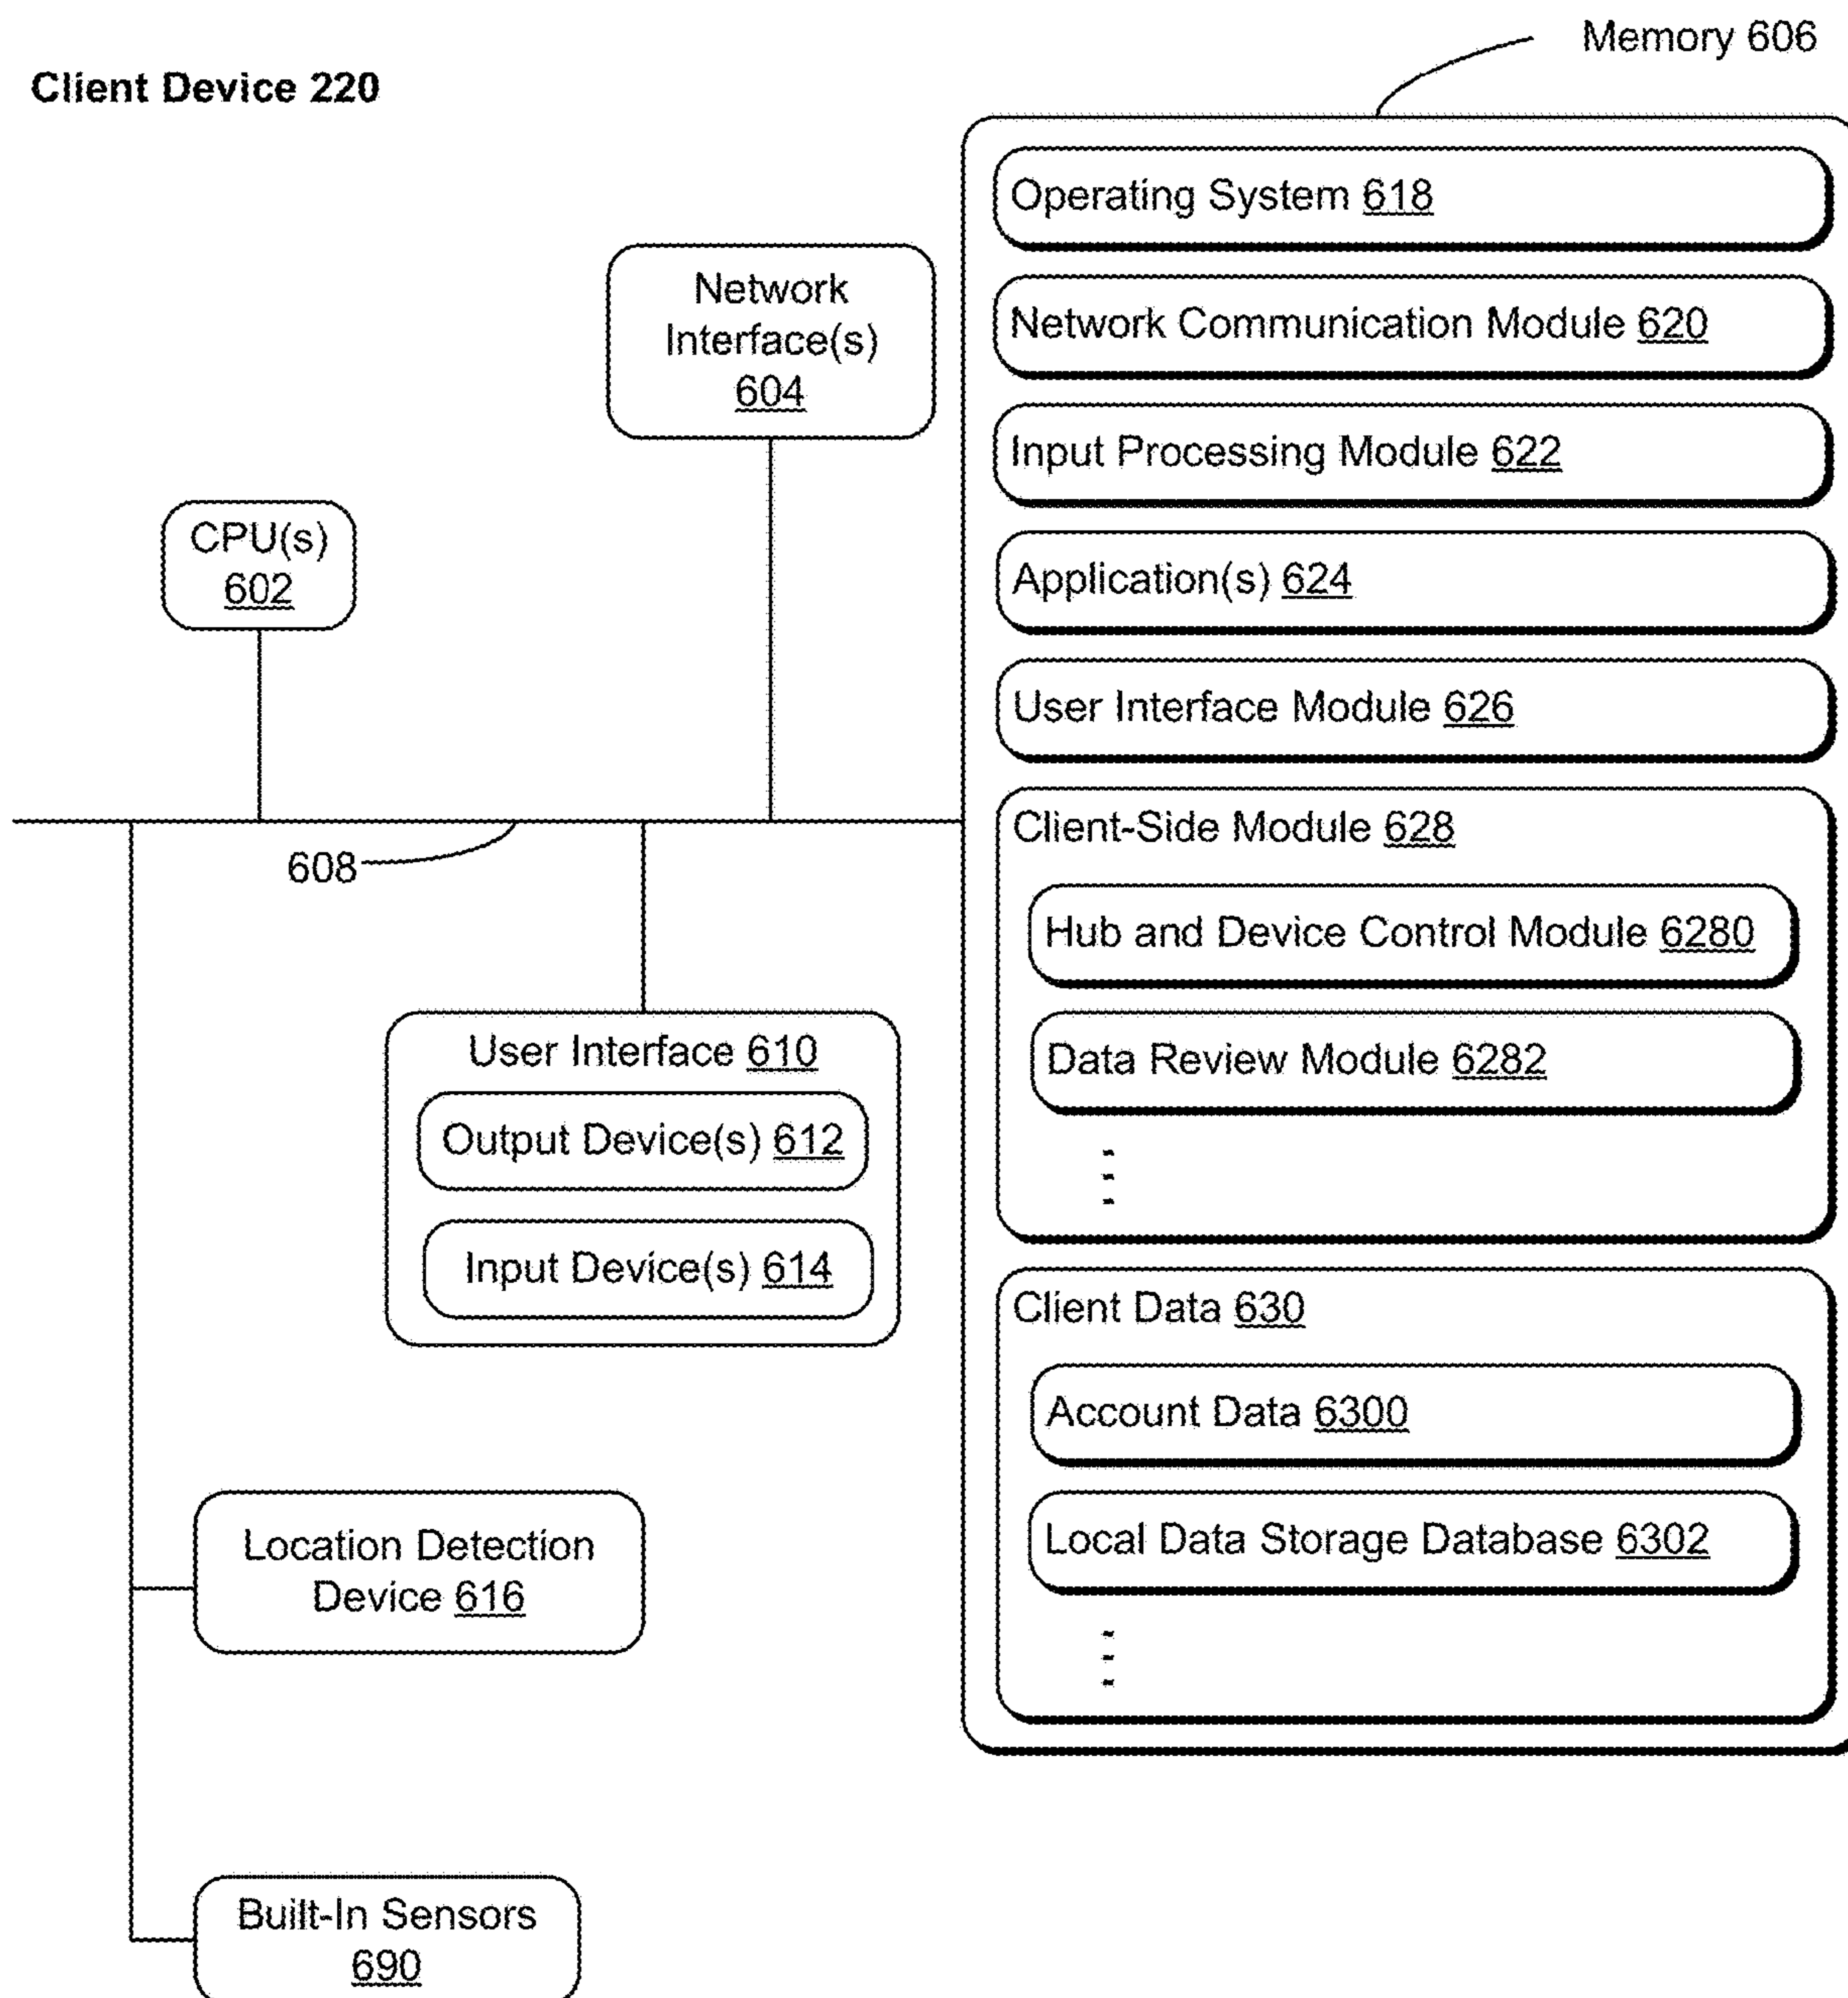 Memory 606
Client Device 220
Operating System 618
Network Communication Module 620
Input Processing Module 622
Application(s) 624
User Interface Module 626
Client-Side Module 628
Hub and Device Control Module 6280
Data Review Module 6282
Client Data 630
Account Data 6300
Local Data Storage Database 6302
Network
Interface(s)
604
CPU(s)
602
608
User Interface 610
Output Device(s) 612
Input Device(s) 614
Location Detection
Device 616
Built-In Sensors
690